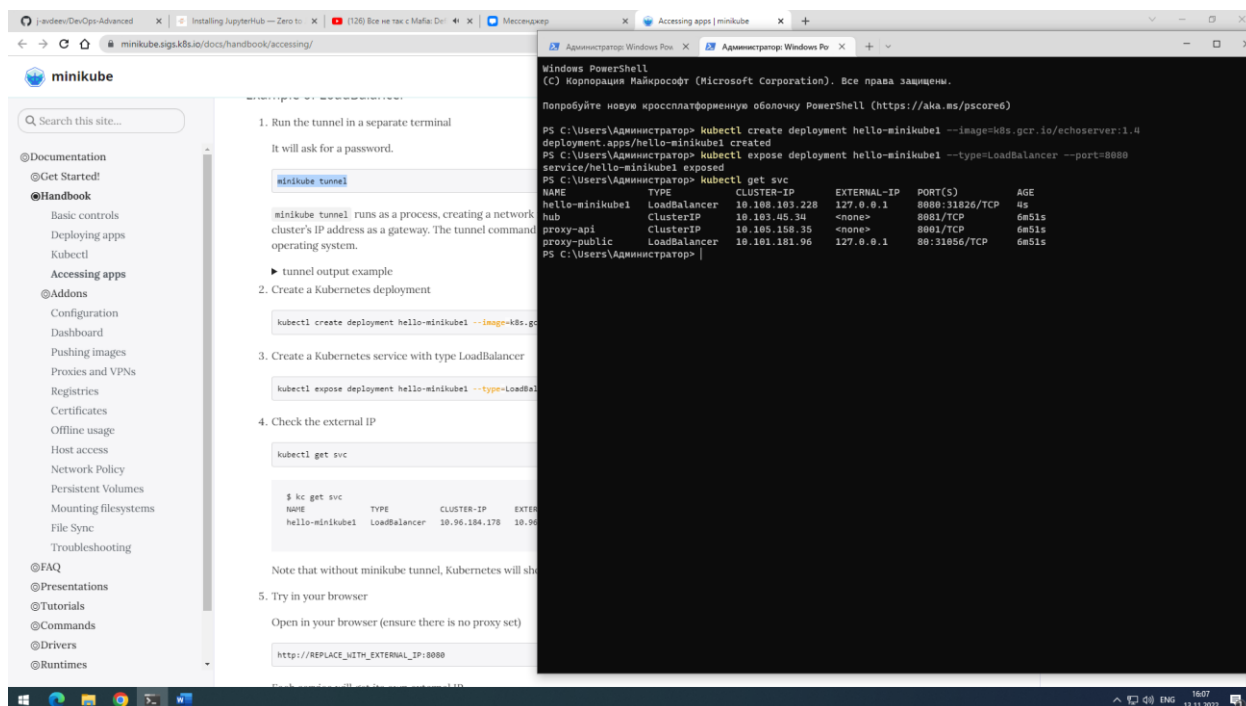 j-avdeev/DevOps-Advanced
Installing JupyterHub — Zero to
(126) Все не так с Mafia: De
Мессенджер
Accessing apps | minikube
minikube.sigs.k8s.io/docs/handbook/accessing/
minikube
Search this site...
Documentation
Get Started!
Handbook
Basic controls
Deploying apps
Kubectl
Accessing apps
Addons
Configuration
Dashboard
Pushing images
Proxies and VPNs
Registries
Certificates
Offline usage
Host access
Network Policy
Persistent Volumes
Mounting filesystems
File Sync
Troubleshooting
FAQ
Presentations
Tutorials
Commands
Drivers
Runtimes
1. Run the tunnel in a separate terminal
It will ask for a password.
minikube tunnel
minikube tunnel runs as a process, creating a network
cluster's IP address as a gateway. The tunnel command
operating system.
tunnel output example
2. Create a Kubernetes deployment
kubectl create deployment hello-minikube1 --image=k8s.gc
3. Create a Kubernetes service with type LoadBalancer
kubectl expose deployment hello-minikube1 --type=LoadBal
4. Check the external IP
kubectl get svc
$ kc get svc
NAME TYPE CLUSTER-IP EXTER
hello-minikube1 LoadBalancer 10.96.184.178 10.96
Note that without minikube tunnel, Kubernetes will sho
5. Try in your browser
Open in your browser (ensure there is no proxy set)
http://REPLACE_WITH_EXTERNAL_IP:8080
Each service will get its own external IP
Администратор: Windows Pow
Администратор: Windows Po
Windows PowerShell
(C) Корпорация Майкрософт (Microsoft Corporation). Все права защищены.
Попробуйте новую кроссплатформенную оболочку PowerShell (https://aka.ms/pscore6)
PS C:\Users\Администратор> kubectl create deployment hello-minikube1 --image=k8s.gcr.io/echoserver:1.4
deployment.apps/hello-minikube1 created
PS C:\Users\Администратор> kubectl expose deployment hello-minikube1 --type=LoadBalancer --port=8080
service/hello-minikube1 exposed
PS C:\Users\Администратор> kubectl get svc
NAME TYPE CLUSTER-IP EXTERNAL-IP PORT(S) AGE
hello-minikube1 LoadBalancer 10.108.103.228 127.0.0.1 8080:31826/TCP 4s
hub ClusterIP 10.103.45.34 <none> 8081/TCP 6m51s
proxy-api ClusterIP 10.105.158.35 <none> 8001/TCP 6m51s
proxy-public LoadBalancer 10.101.181.96 127.0.0.1 80:31056/TCP 6m51s
PS C:\Users\Администратор>
ENG
16:07